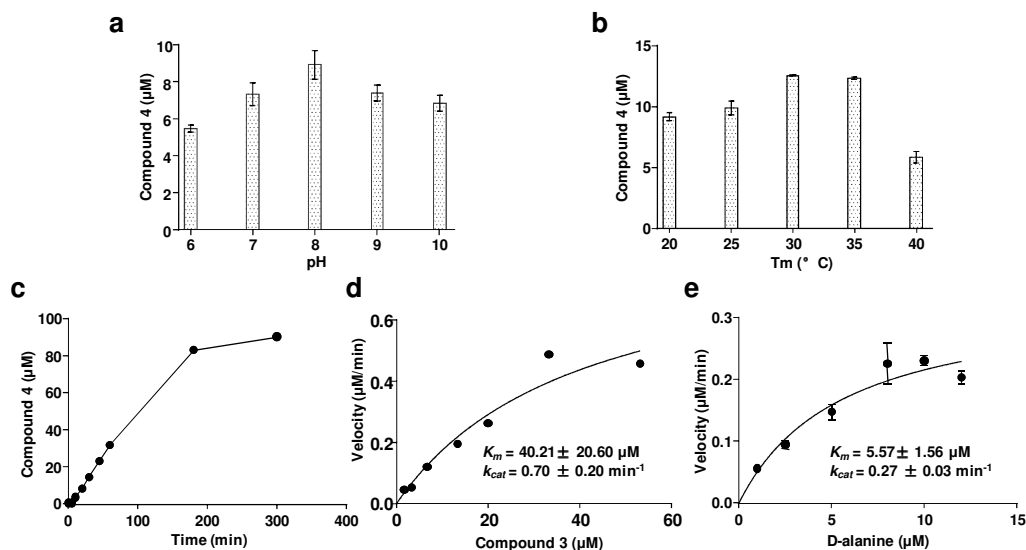 a
Compound 4 (µM)
10
8
6
4
2
0
6 7 8 9 10
pH
b
Compound 4 (µM)
15
10
5
0
20 25 30 35 40
Tm (° C)
c
Compound 4 (µM)
100
80
60
40
20
0
0 100 200 300 400
Time (min)
d
Velocity (µM/min)
0.6
0.4
0.2
0.0
0 20 40 60
Km = 40.21 ± 20.60 µM
kcat = 0.70 ± 0.20 min-1
Compound 3 (µM)
e
Velocity (µM/min)
0.3
0.2
0.1
0.0
0 5 10 15
Km = 5.57 ± 1.56 µM
kcat = 0.27 ± 0.03 min-1
D-alanine (µM)